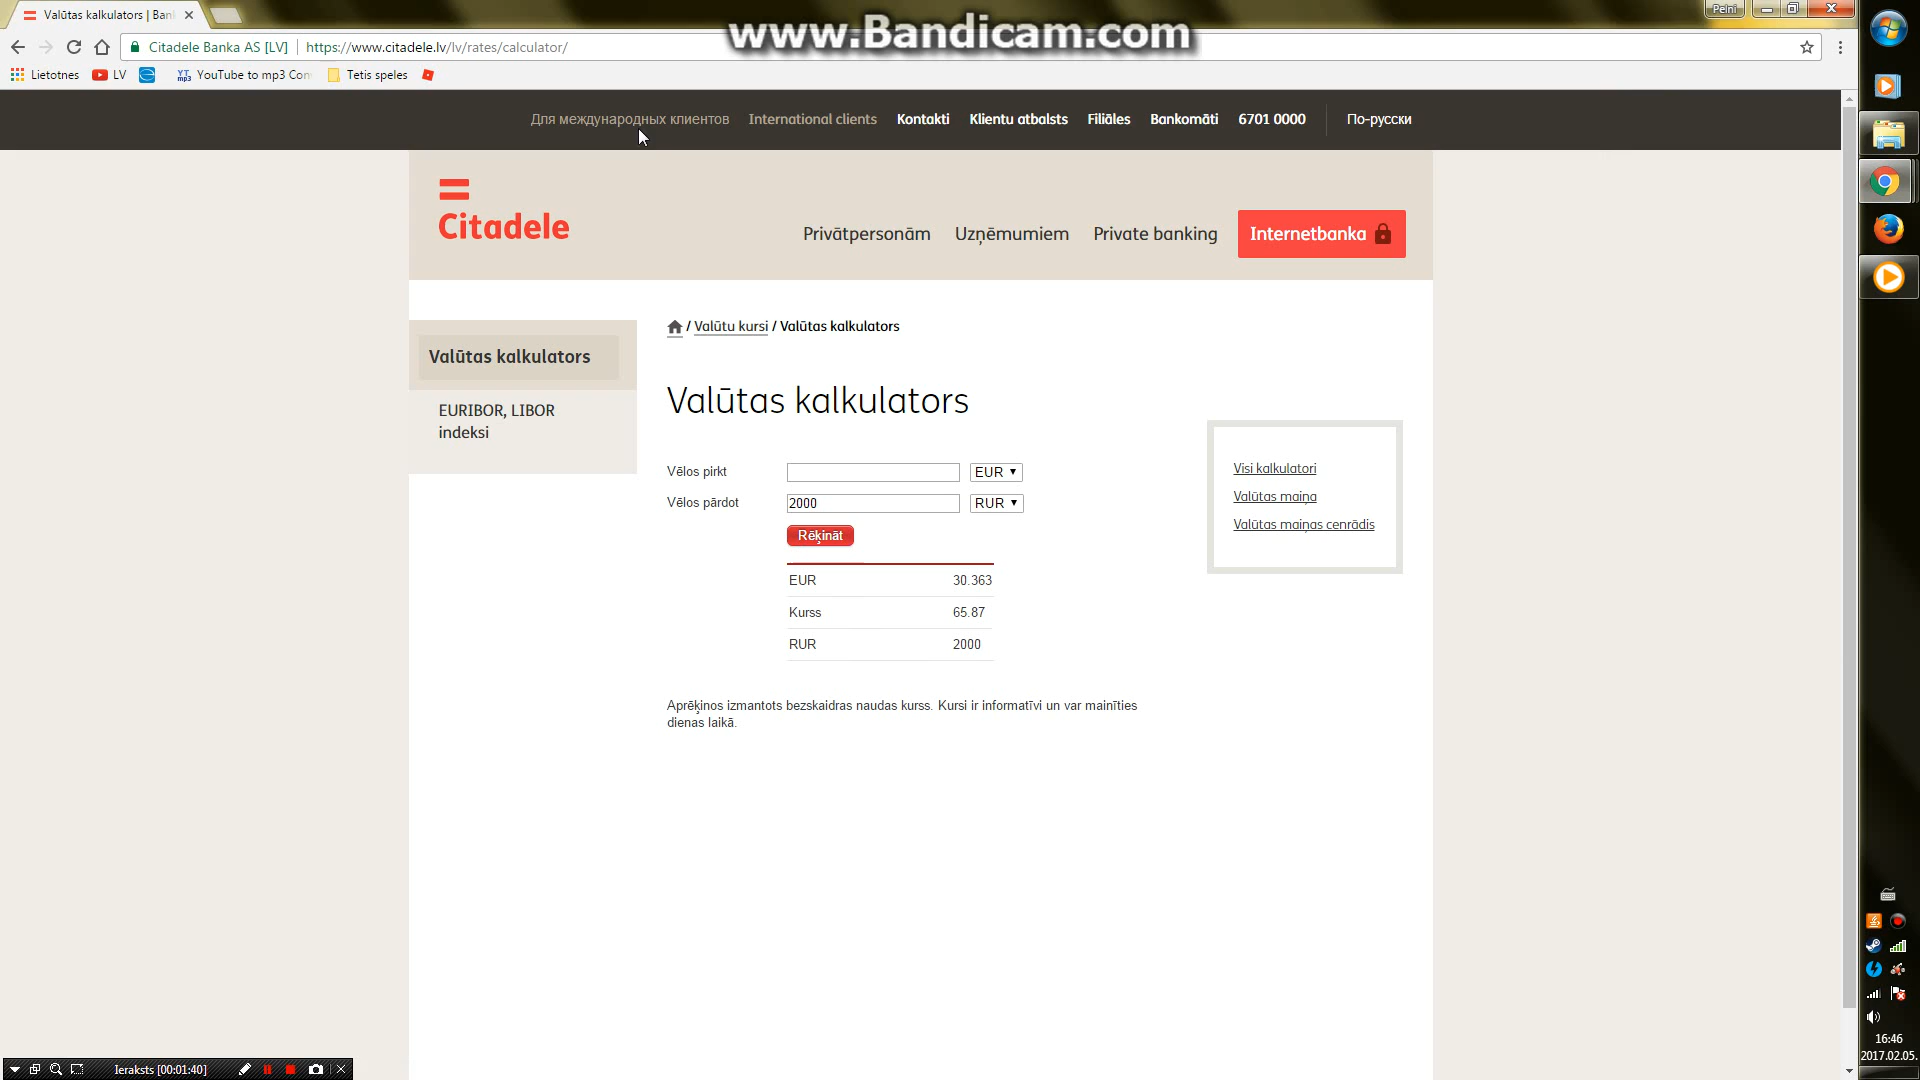 Valūtas kalkulators | Ban
www.Bandicam.com
Pelni
Citadele Banka AS [LV]
https://www.citadele.lv/lv/rates/calculator/
Lietotnes
LV
YouTube to mp3 Con
Tetis speles
Для международных клиентов
International clients
Kontakti
Klientu atbalsts
Filiāles
Bankomāti
6701 0000
По-русски
Citadele
Privātpersonām
Uzņēmumiem
Private banking
Internetbanka
/ Valūtu kursi / Valūtas kalkulators
Valūtas kalkulators
EURIBOR, LIBOR
indeksi
Valūtas kalkulators
Vēlos pirkt
EUR
Vēlos pārdot
2000
RUR
Rēķināt
EUR 30.363
Kurss 65.87
RUR 2000
Visi kalkulatori
Valūtas maiņa
Valūtas maiņas cenrādis
Aprēķinos izmantots bezskaidras naudas kurss. Kursi ir informatīvi un var mainīties
dienas laikā.
Ieraksts [00:01:40]
16:46
2017.02.05.